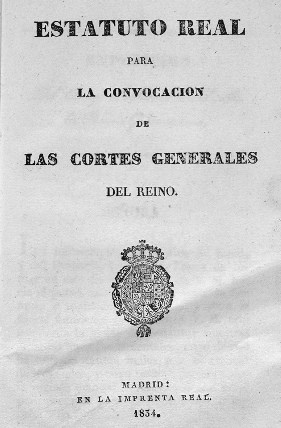 ESTATUTO REAL
PARA
LA CONVOCACION
DE
LAS CORTES GENERALES
DEL REINO.
MADRID:
EN LA IMPRENTA REAL.
1834.